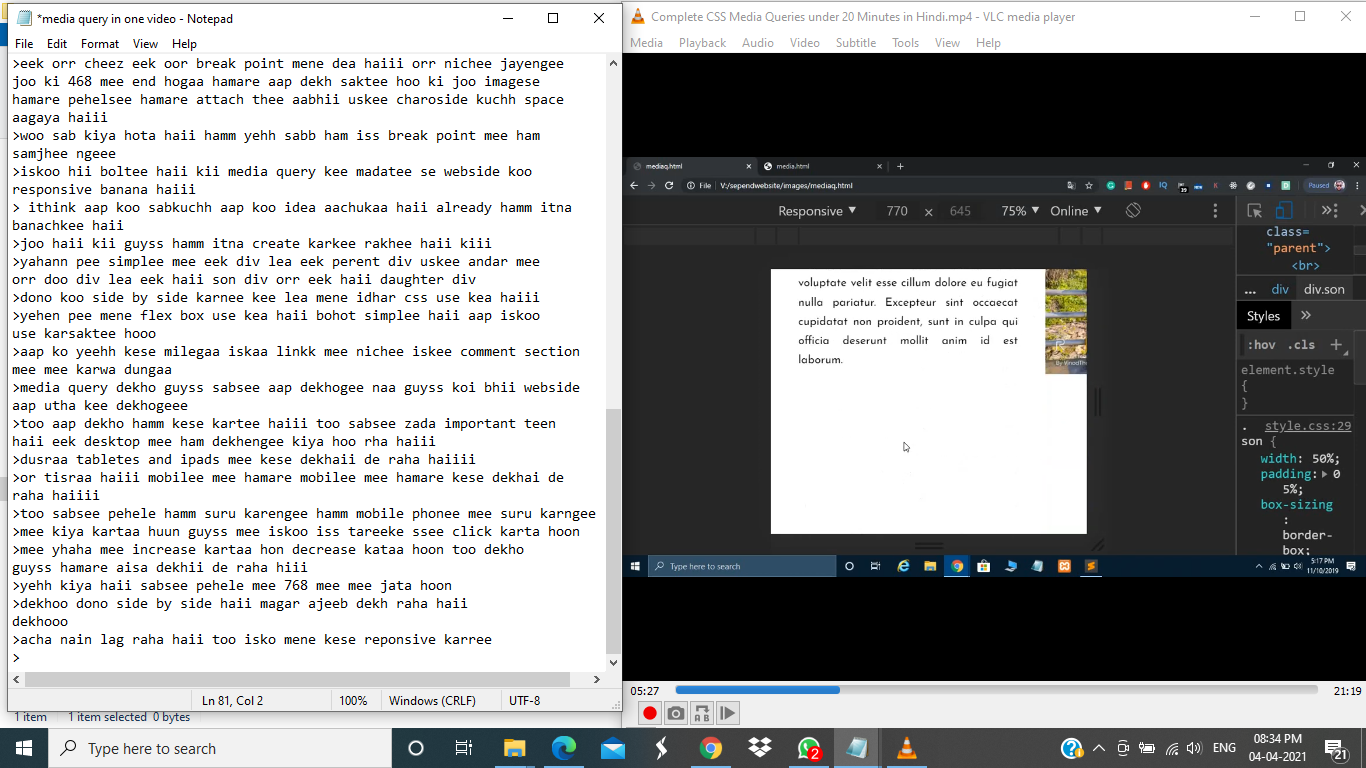 *media query in one video - Notepad
File Edit Format View Help
>eek orr cheez eek oor break point mene dea haiii orr nichee jayengee
joo ki 468 mee end hogaa hamare aap dekh saktee hoo ki joo imagese
hamare pehelsee hamare attach thee aabhii uskee charoside kuchh space
aagaya haiii
>woo sab kiya hota haii hamm yehh sabb ham iss break point mee ham
samjhee ngeee
>iskoo hii boltee haii kii media query kee madatee se webside koo
responsive banana haiii
> ithink aap koo sabkuchh aap koo idea aachukaa haii already hamm itna
banachkee haii
>joo haii kii guyss hamm itna create karkee rakhee haii kiii
>yahann pee simplee mee eek div lea eek perent div uskee andar mee
orr doo div lea eek haii son div orr eek haii daughter div
>dono koo side by side karnee kee lea mene idhar css use kea haiii
>yehen pee mene flex box use kea haii bohot simplee haii aap iskoo
use karsaktee hooo
>aap ko yeehh kese milegaa iskaa linkk mee nichee iskee comment section
mee mee karwa dungaa
>media query dekho guyss sabsee aap dekhogee naa guyss koi bhii webside
aap utha kee dekhogeee
>too aap dekho hamm kese kartee haiii too sabsee zada important teen
haii eek desktop mee ham dekhengee kiya hoo rha haiii
>dusraa tabletes and ipads mee kese dekhaii de raha haiiii
>or tisraa haiii mobilee mee hamare mobilee mee hamare kese dekhai de
raha haiiii
>too sabsee pehele hamm suru karengee hamm mobile phonee mee suru karngee
>mee kiya kartaa huun guyss mee iskoo iss tareeke ssee click karta hoon
>mee yhaha mee increase kartaa hon decrease kataa hoon too dekho
guyss hamare aisa dekhii de raha hiii
>yehh kiya haii sabsee pehele mee 768 mee mee jata hoon
>dekhoo dono side by side haii magar ajeeb dekh raha haii
dekhooo
>acha nain lag raha haii too isko mene kese reponsive karree
>
Ln 81, Col 2 100% Windows (CRLF) UTF-8
1 item 1 item selected 0 bytes
Complete CSS Media Queries under 20 Minutes in Hindi.mp4 - VLC media player
Media Playback Audio Video Subtitle Tools View Help
mediaq.html media.html
File V:/sependwebsite/images/mediaq.html Paused
Responsive 770 x 645 75% Online
class=
"parent">
<br>
... div div.son
Styles
:hov .cls +
element.style
{
}
. style.css:29
son {
width: 50%;
padding: 0
5%;
box-sizing
:
border-
box;
voluptate velit esse cillum dolore eu fugiat
nulla pariatur. Excepteur sint occaecat
cupidatat non proident, sunt in culpa qui
officia deserunt mollit anim id est
laborum.
Type here to search
5:17 PM
11/10/2019
05:27 21:19
Type here to search
2
ENG
08:34 PM
04-04-2021
21